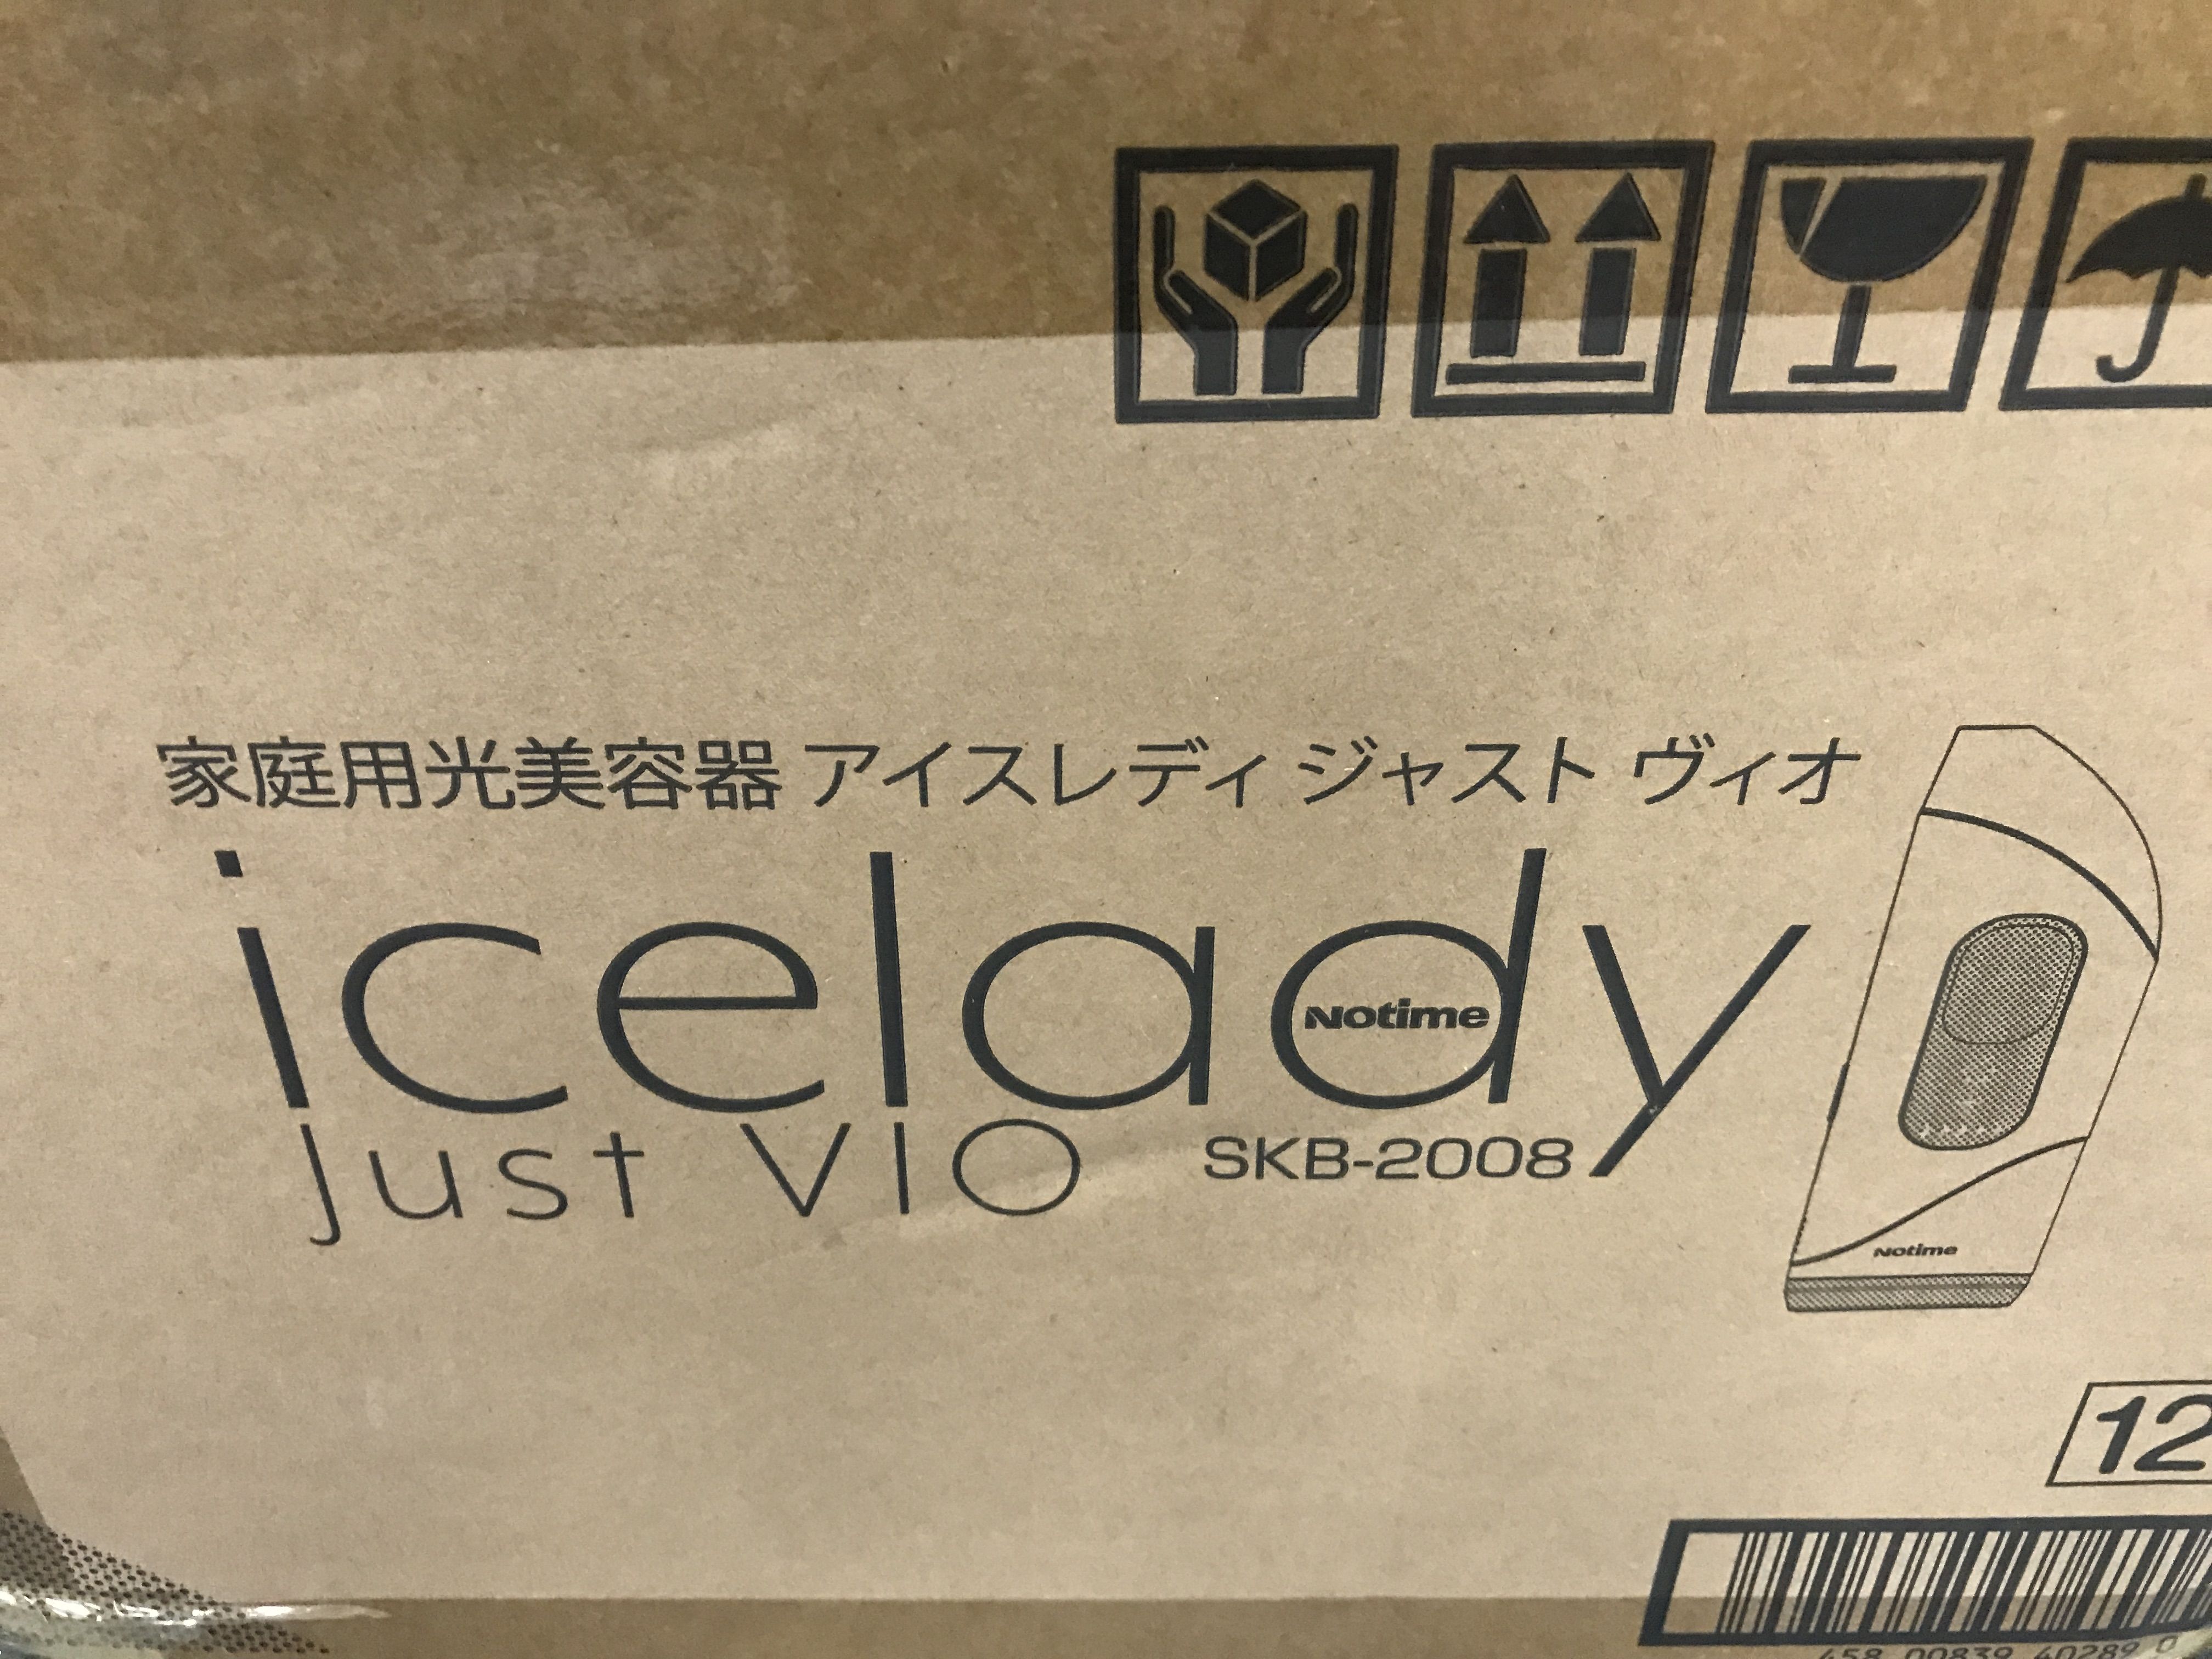 家庭用光美容器 アイスレディ ジャスト ヴィオ
icelady
Notime
just VIO SKB-2008
Notime
12